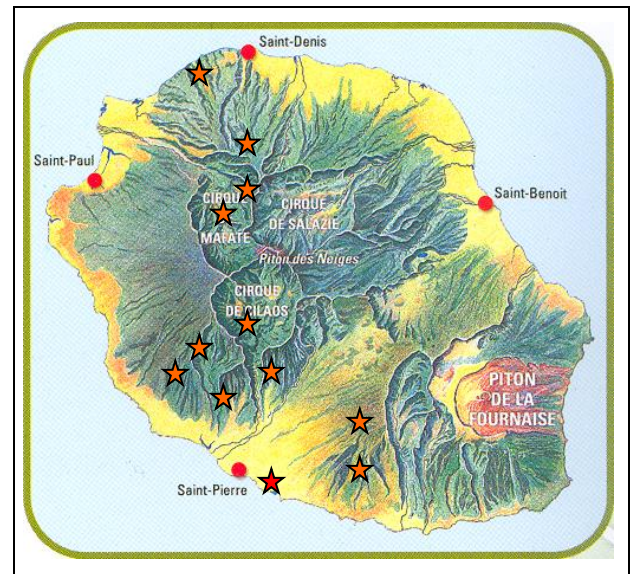 Saint-Denis
Saint-Paul
Saint-Benoit
CIRQUE
MAFATE
CIRQUE
DE SALAZIE
Piton des Neiges
CIRQUE
DE CILAOS
PITON
DE LA
FOURNAISE
Saint-Pierre